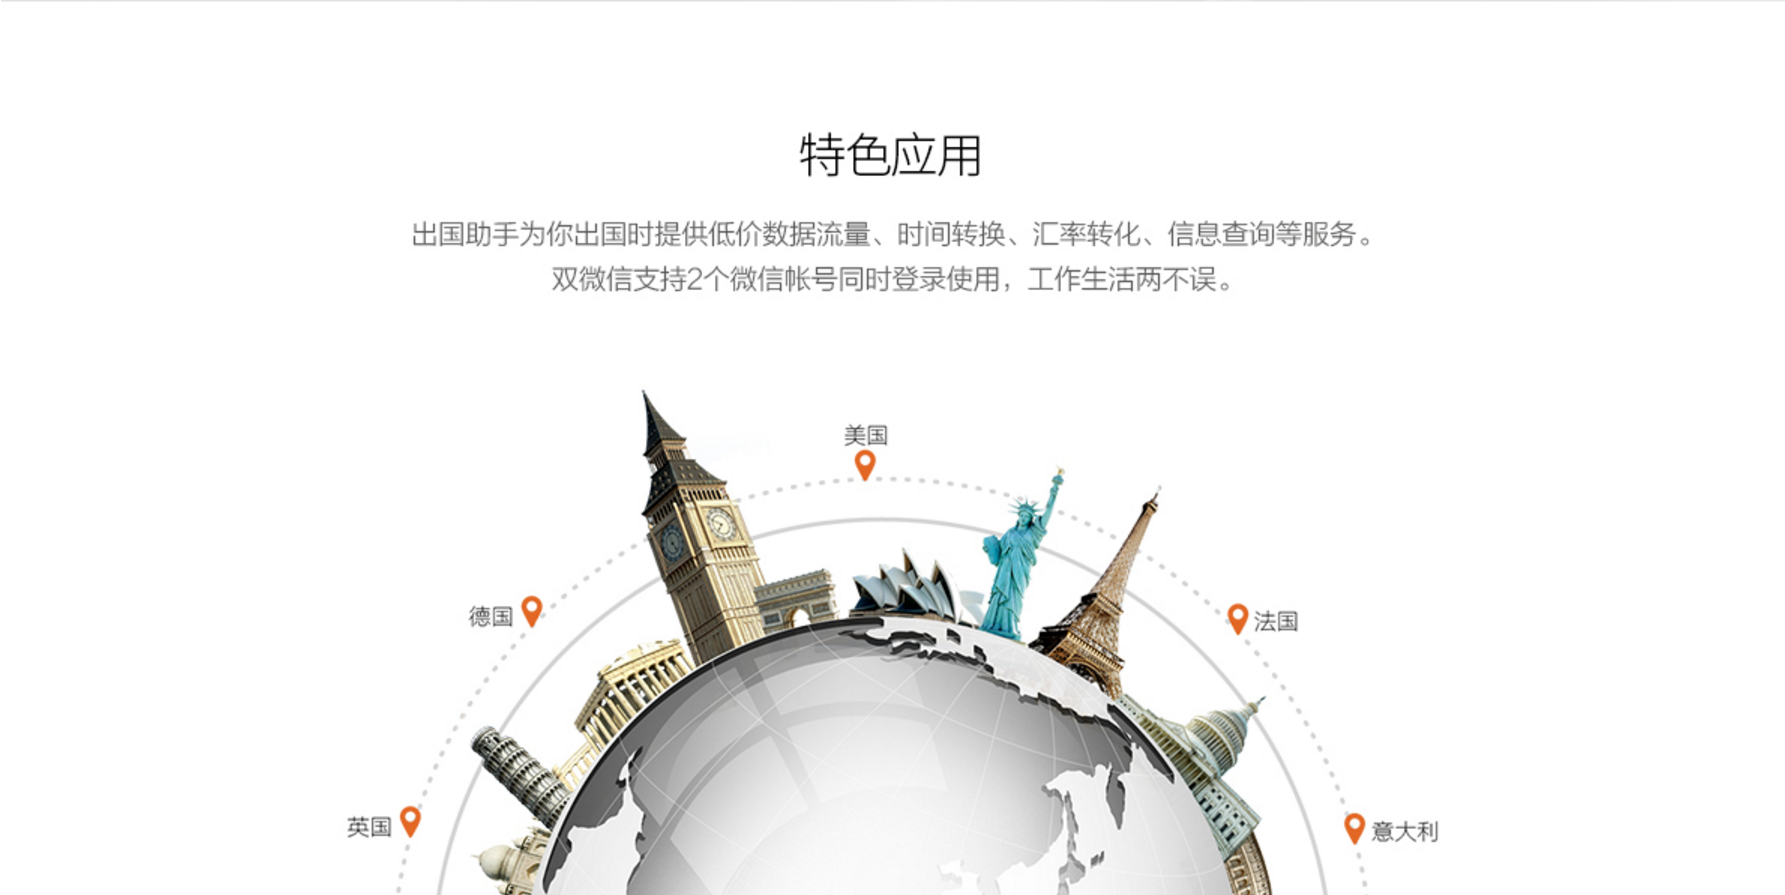 特色应用
出国助手为你出国时提供低价数据流量、时间转换、汇率转化、信息查询等服务。
双微信支持2个微信帐号同时登录使用，工作生活两不误。
美国
德国
法国
英国
意大利